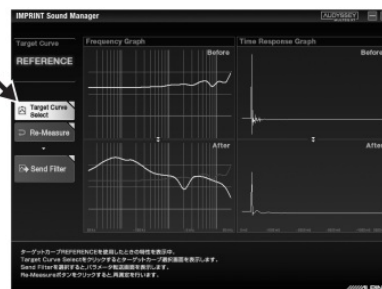 IMPRINT Sound Manager
AUDYSSEY
Target Curve
REFERENCE
Target Curve
Select
Re-Measure
Send Filter
Frequency Graph
Before
After
Time Response Graph
Before
After
ターゲットカーブREFERENCEを使用したときの特性を表示中。
Target Curve Selectをクリックするとターゲットカーブ選択画面を表示します。
Send Filterを選択すると、パラメータ転送画面を表示します。
Re-Measureボタンをクリックすると、再測定を行います。